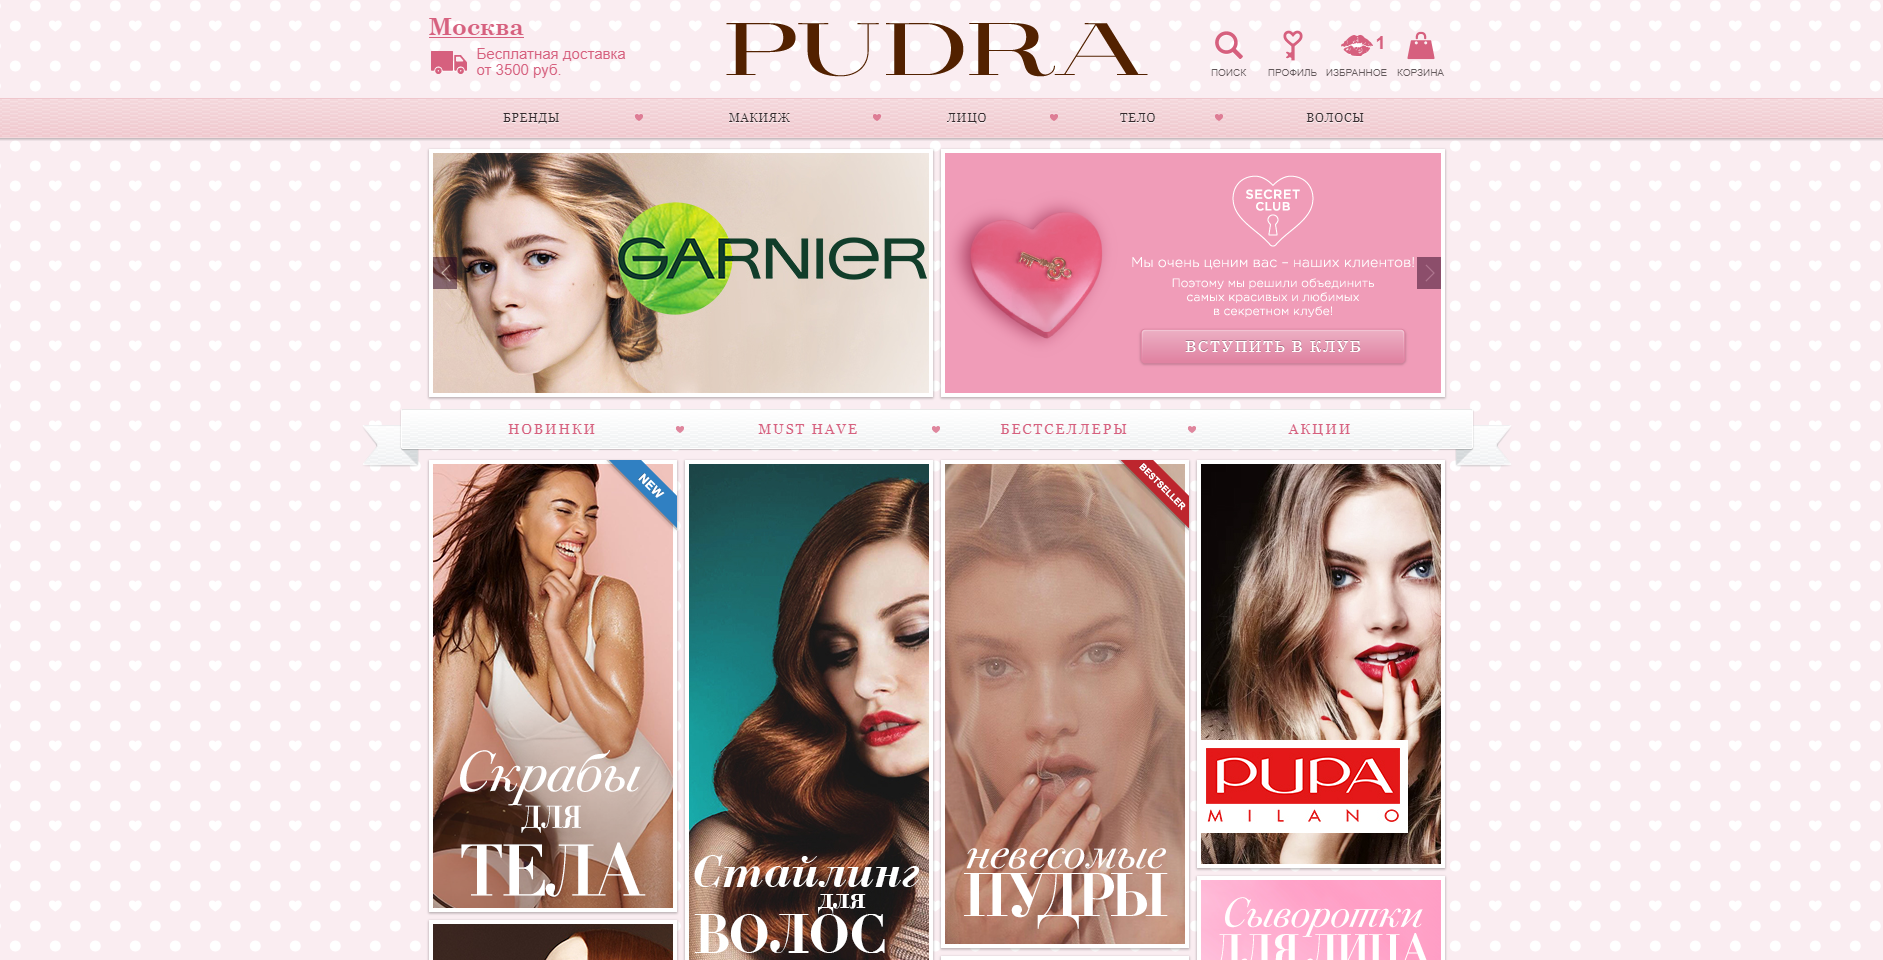 Москва
Бесплатная доставка
от 3500 руб.
PUDRA
1
ПОИСК
ПРОФИЛЬ
ИЗБРАННОЕ
КОРЗИНА
БРЕНДЫ
МАКИЯЖ
ЛИЦО
ТЕЛО
ВОЛОСЫ
GARNIER
SECRET
CLUB
Мы очень ценим вас – наших клиентов!
Поэтому мы решили объединить
самых красивых и любимых
в секретном клубе!
ВСТУПИТЬ В КЛУБ
НОВИНКИ
MUST HAVE
БЕСТСЕЛЛЕРЫ
АКЦИИ
NEW
Скрабы
ДЛЯ
ТЕЛА
Стайлинг
для
ВОЛОС
BESTSELLER
невесомые
ПУДРЫ
PUPA
MILANO
Сыворотки
ДЛЯ ЛИЦА